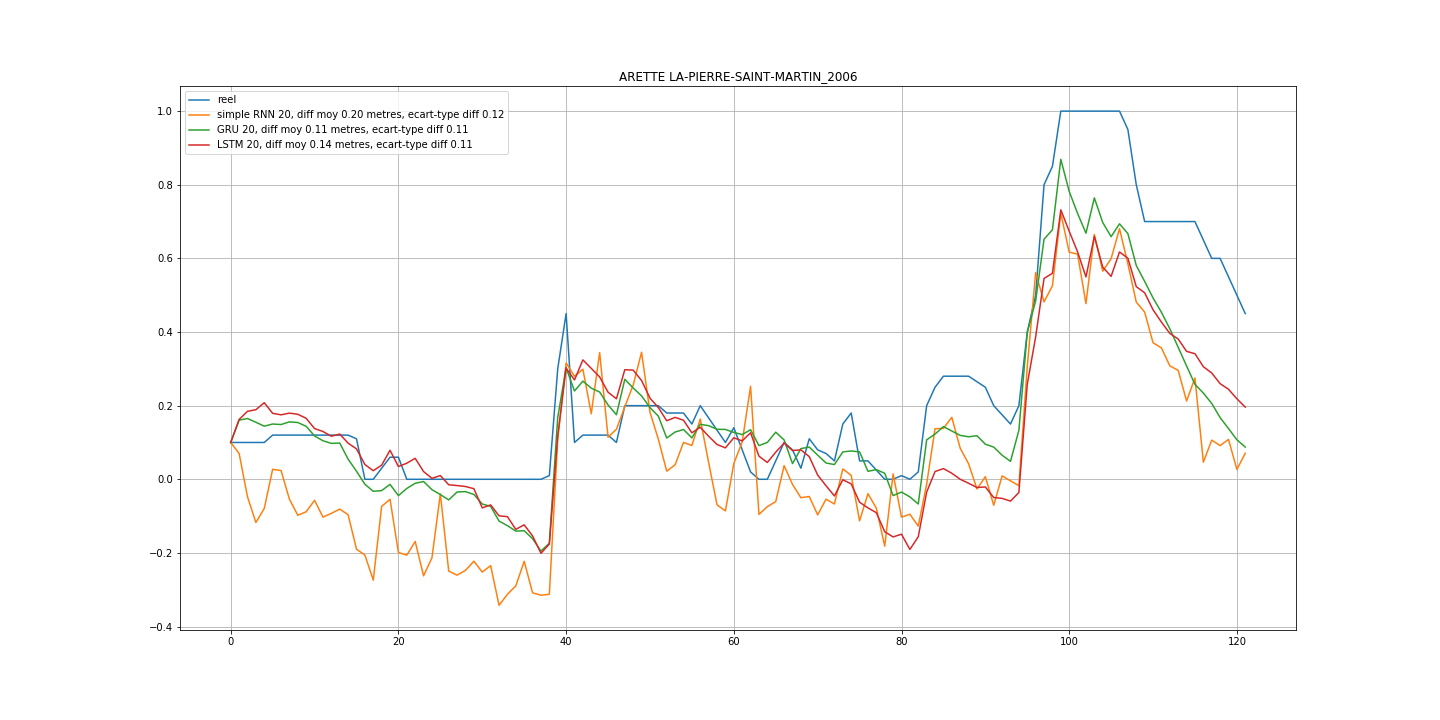 ARETTE LA-PIERRE-SAINT-MARTIN_2006
reel
simple RNN 20, diff moy 0.20 metres, ecart-type diff 0.12
GRU 20, diff moy 0.11 metres, ecart-type diff 0.11
LSTM 20, diff moy 0.14 metres, ecart-type diff 0.11
1.0
0.8
0.6
0.4
0.2
0.0
−0.2
−0.4
0 20 40 60 80 100 120